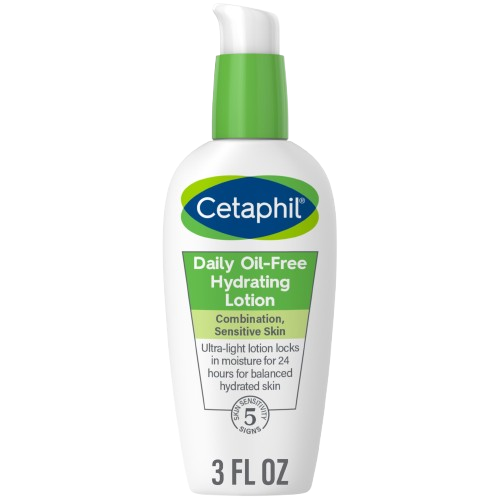 Cetaphil®
Daily Oil-Free
Hydrating
Lotion
Combination,
Sensitive Skin
Ultra-light lotion locks
in moisture for 24
hours for balanced
hydrated skin
SKIN SENSITIVITY
5
SIGNS
3 FL OZ